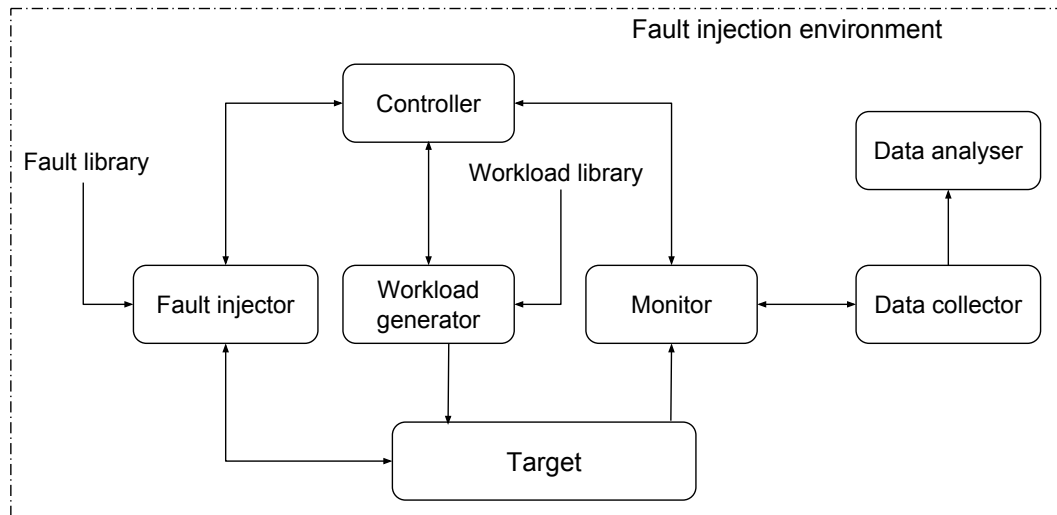 Fault injection environment
Controller
Data analyser
Fault library
Workload library
Fault injector
Workload
generator
Monitor
Data collector
Target